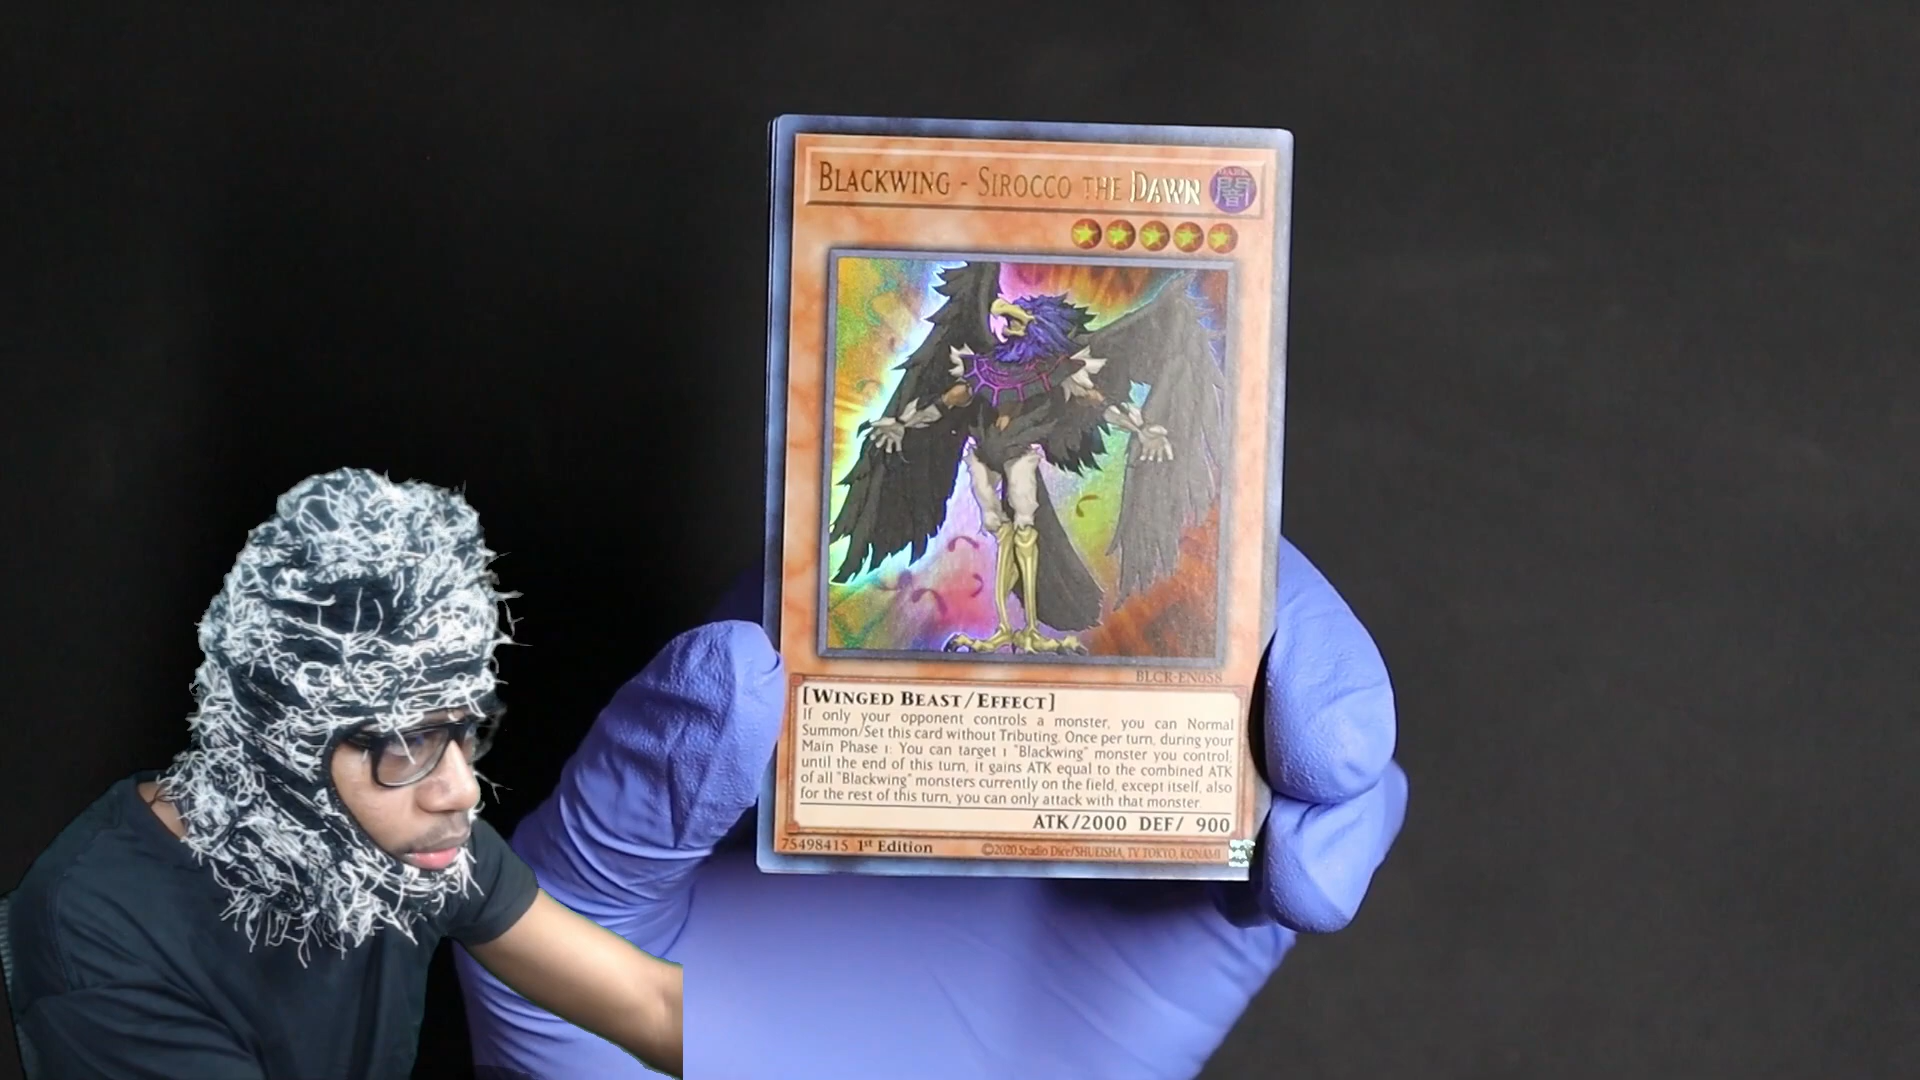 BLACKWING - SIROCCO THE DAWN
DARK
闇
BLCR-EN058
[WINGED BEAST/EFFECT]
If only your opponent controls a monster, you can Normal
Summon/Set this card without Tributing. Once per turn, during your
Main Phase 1: You can target 1 "Blackwing" monster you control;
until the end of this turn, it gains ATK equal to the combined ATK
of all "Blackwing" monsters currently on the field, except itself, also
for the rest of this turn, you can only attack with that monster.
ATK/2000 DEF/ 900
75498415 1st Edition ©2020 Studio Dice/SHUEISHA, TV TOKYO, KONAMI